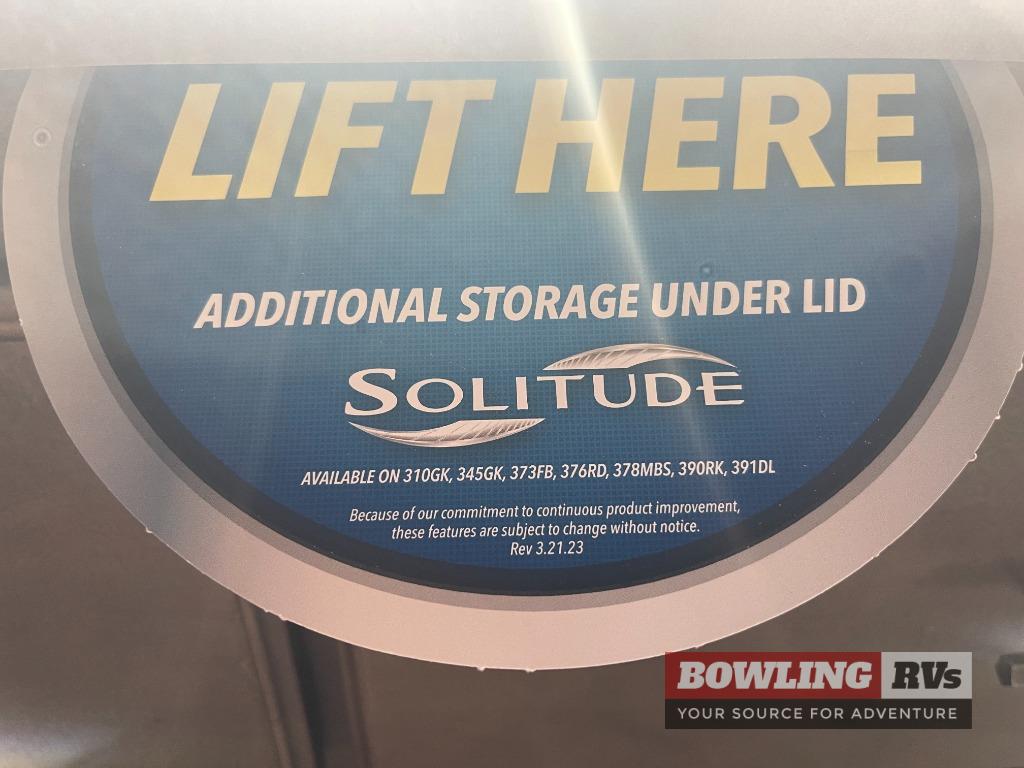 LIFT HERE
ADDITIONAL STORAGE UNDER LID
SOLITUDE
AVAILABLE ON 310GK, 345GK, 373FB, 376RD, 378MBS, 390RK, 391DL
Because of our commitment to continuous product improvement,
these features are subject to change without notice.
Rev 3.21.23
BOWLING RVs
YOUR SOURCE FOR ADVENTURE